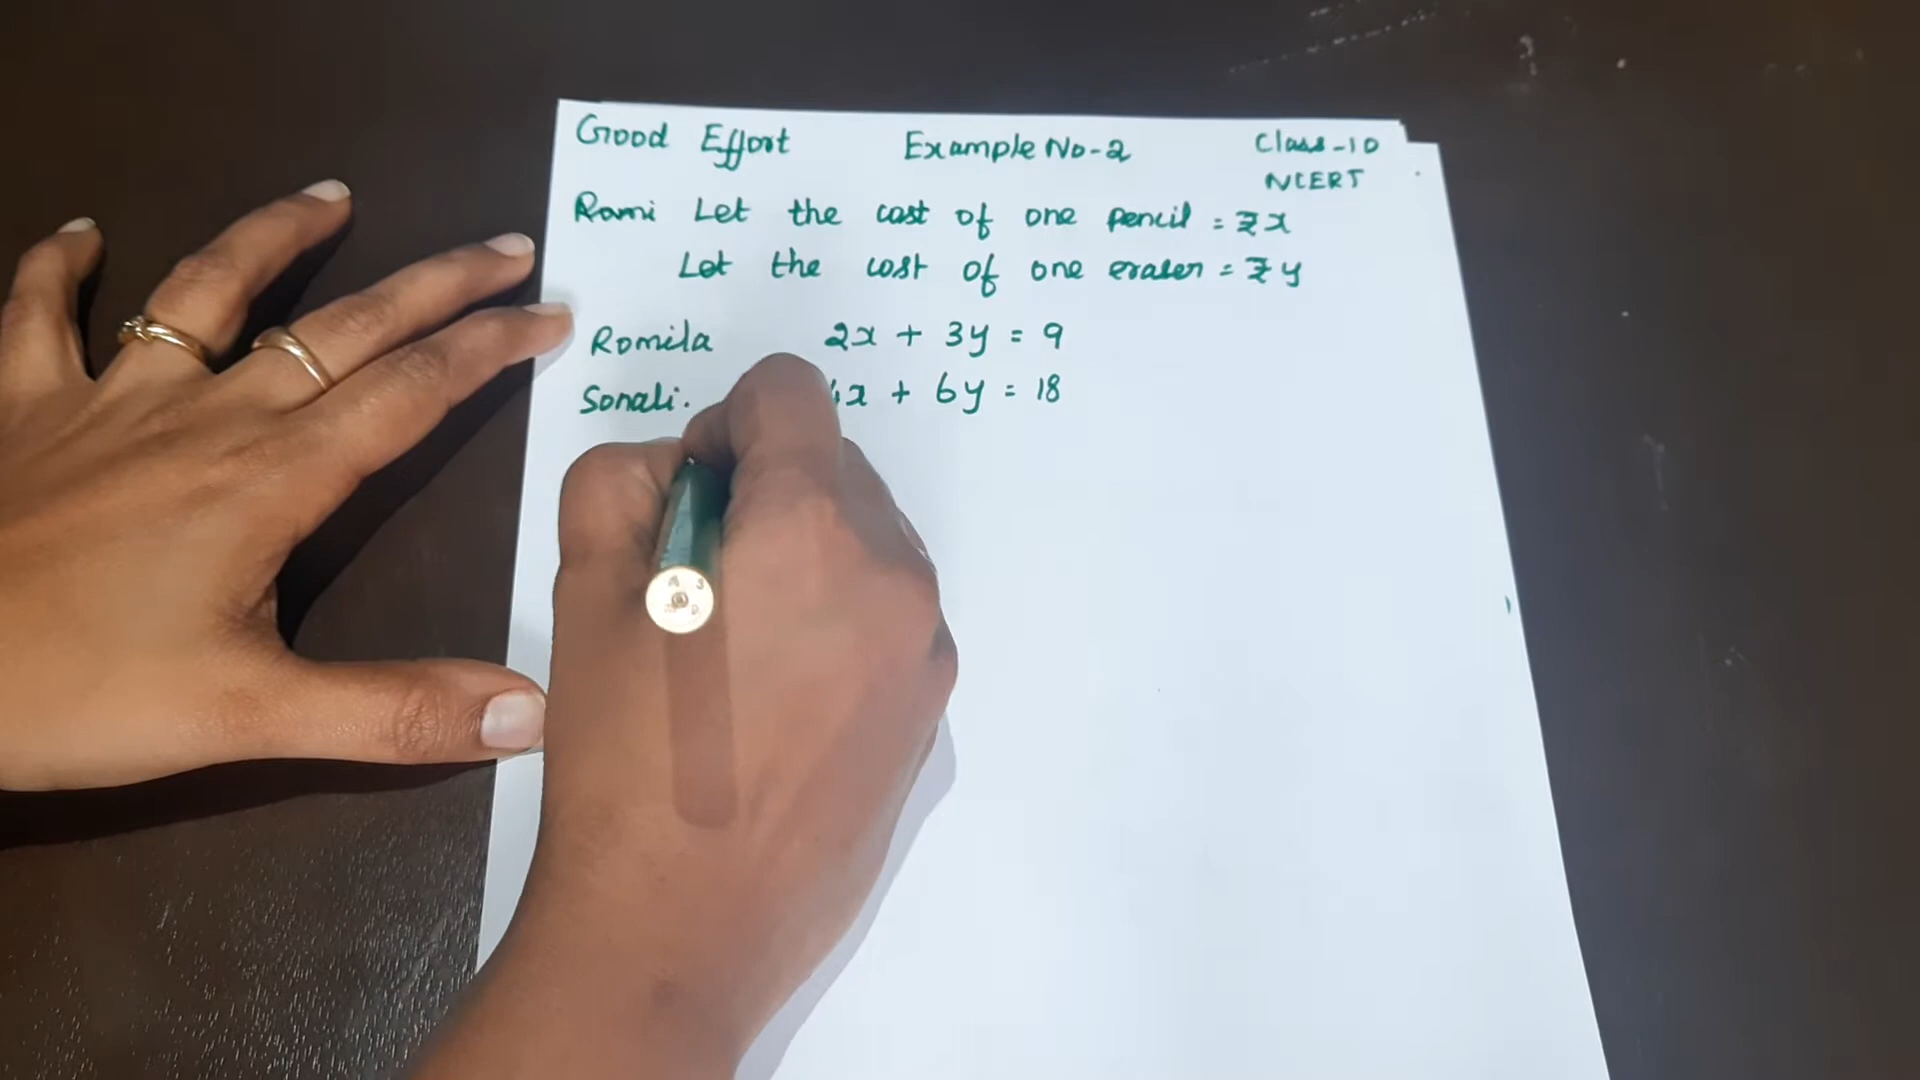 Good Effort Example No-2 Class-10
NCERT
Rami Let the cost of one pencil = ₹x
Let the cost of one eraser = ₹y
Romila 2x + 3y = 9
Sonali. 4x + 6y = 18